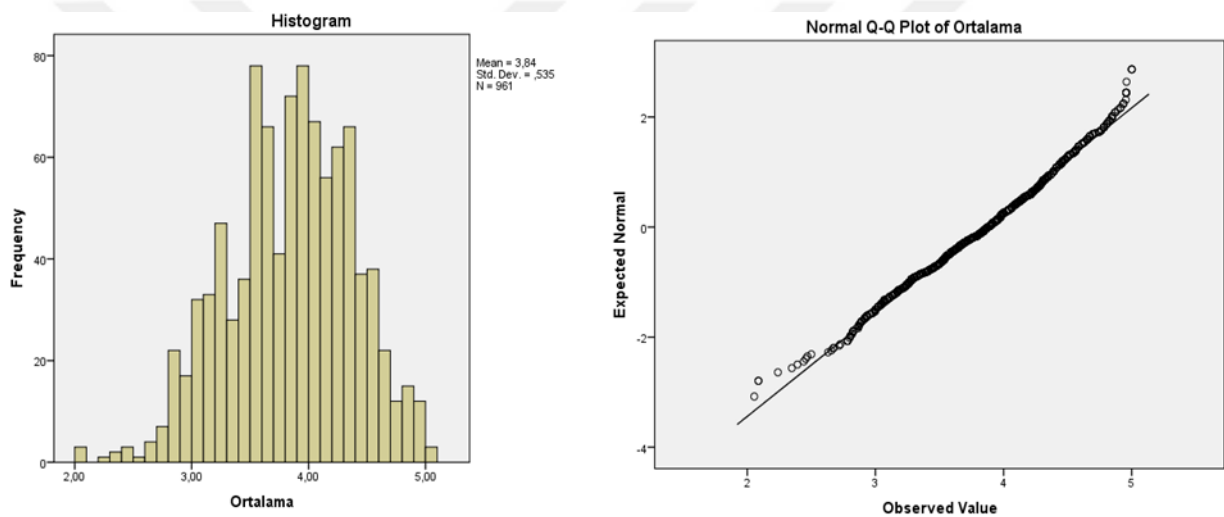 Histogram
Mean = 3,84
Std. Dev. = ,535
N = 961
80
60
40
20
0
Frequency
2,00
3,00
4,00
5,00
Ortalama
Normal Q-Q Plot of Ortalama
2
0
-2
-4
Expected Normal
2
3
4
5
Observed Value